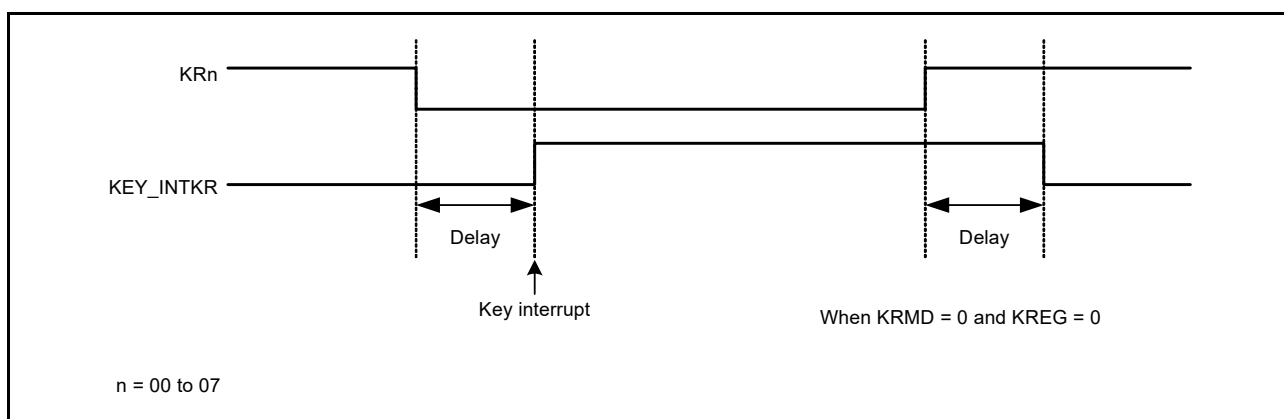 KRn
KEY_INTKR
Delay
Delay
Key interrupt
When KRMD = 0 and KREG = 0
n = 00 to 07